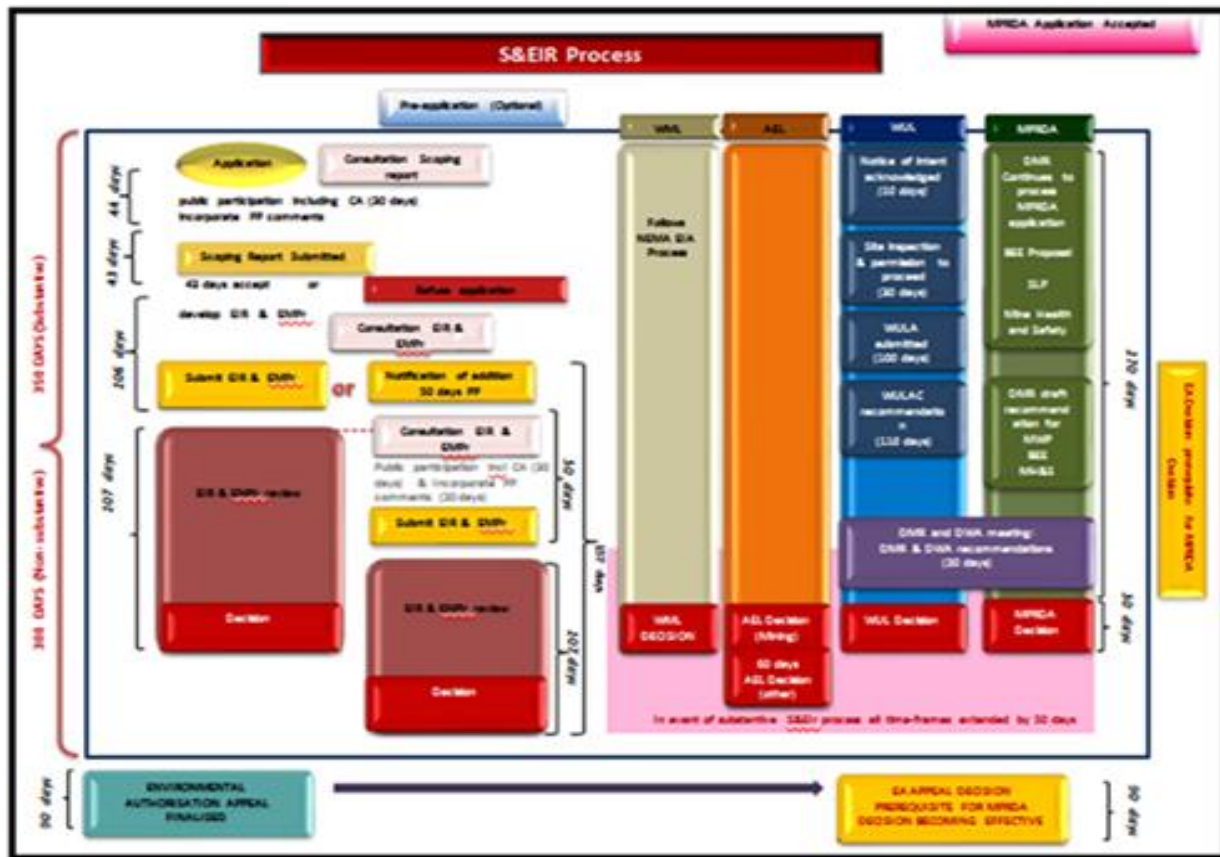 MPRDA Application Accepted
S&EIR Process
Pre-application (Optional)
WML
AEL
WUL
MPRDA
Application
Consultation Scoping
report
public participation including CA (30 days)
Incorporate PP comments
44 days
Scoping Report Submitted
43 days accept or
Refuse application
43 days
develop EIR & EMPr
Consultation EIR &
EMPr
Submit EIR & EMPr
or
Notification of addition
50 days PP
106 days
Consultation EIR &
EMPr
Public participation incl CA (30
days) & Incorporate PP
comments (20 days)
Submit EIR & EMPr
50 days
EIR & EMPr review
Decision
107 days
EIR & EMPr review
Decision
107 days
157 days
350 DAYS (Substantive)
300 DAYS (Non-substantive)
Follows
NEMA EIA
Process
WML
DECISION
AEL Decision
(Mining)
60 days
AEL Decision
(other)
Notice of intent
acknowledged
(10 days)
Site inspection
& permission to
proceed
(30 days)
WULA
submitted
(100 days)
WULAC
recommendatio
n
(110 days)
DMR
Continues to
process
MPRDA
application
BEE Proposal
SLP
Mine Health
and Safety
DMR draft
recommend
ation for
MWP
BEE
MH&S
DMR and DWA meeting:
DMR & DWA recommendations
(30 days)
WUL Decision
MPRDA
Decision
270 days
30 days
EA Decision prerequisite for MPRDA
Decision
In event of substantive S&EIr process all time-frames extended by 50 days
90 days
ENVIRONMENTAL
AUTHORISATION APPEAL
FINALISED
EA APPEAL DECISION
PREREQUISITE FOR MPRDA
DECISION BECOMING EFFECTIVE
90 days